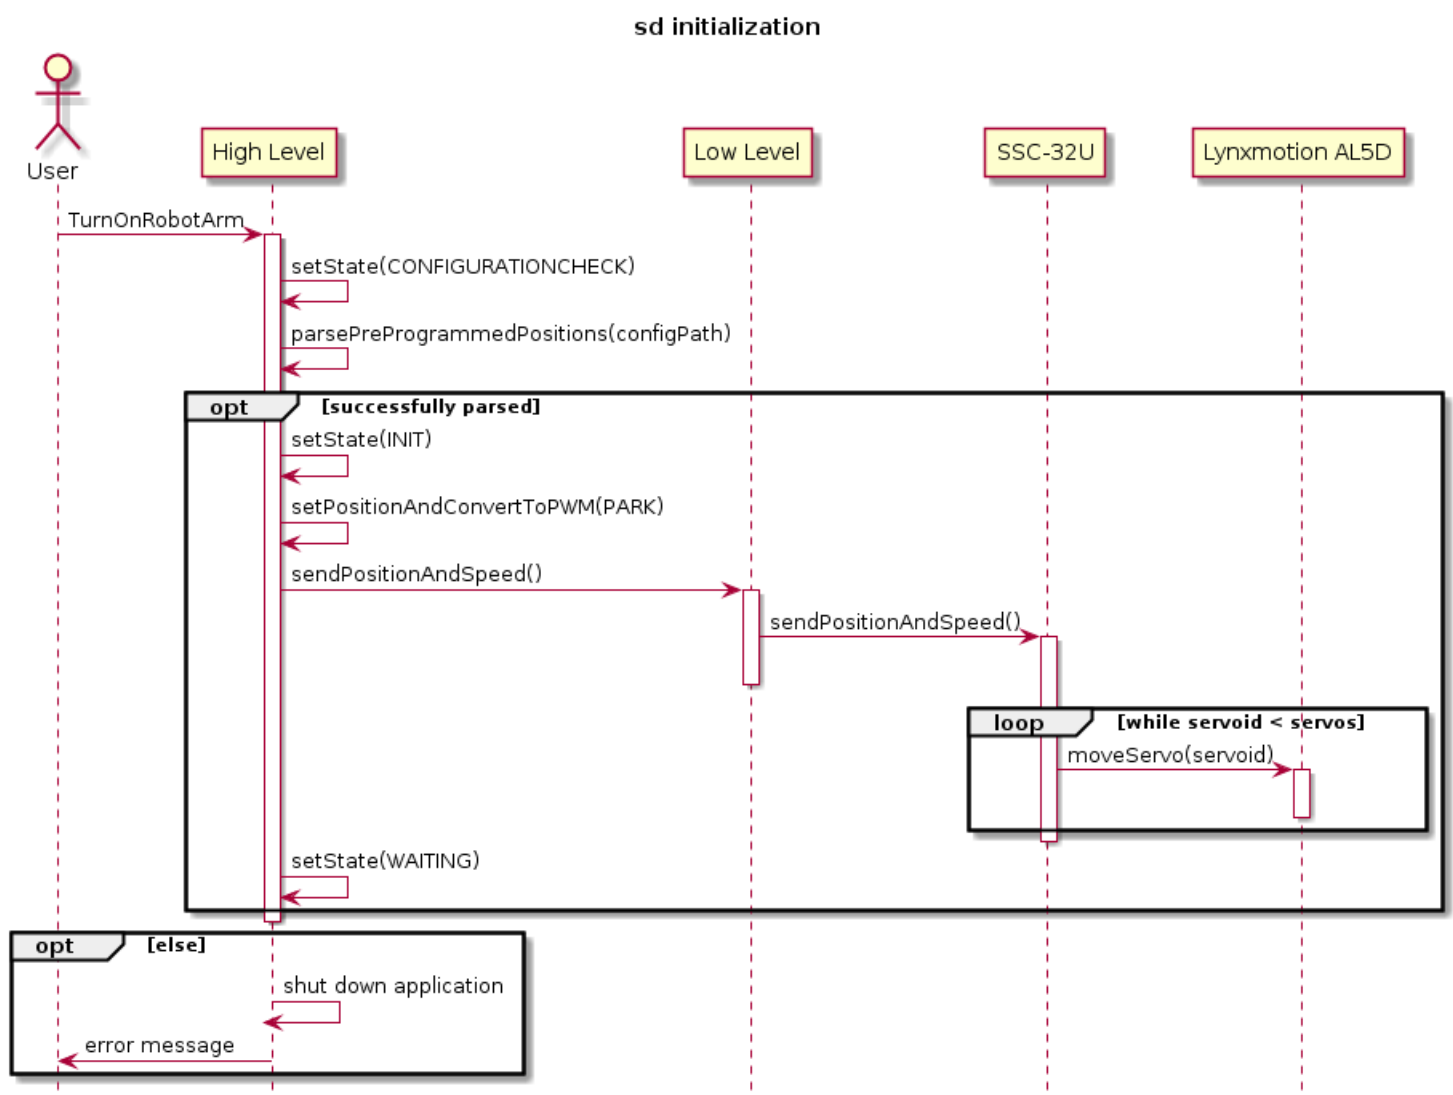 sd initialization
User
High Level
Low Level
SSC-32U
Lynxmotion AL5D
TurnOnRobotArm
setState(CONFIGURATIONCHECK)
parsePreProgrammedPositions(configPath)
opt [successfully parsed]
setState(INIT)
setPositionAndConvertToPWM(PARK)
sendPositionAndSpeed()
sendPositionAndSpeed()
loop [while servoid < servos]
moveServo(servoid)
setState(WAITING)
opt [else]
shut down application
error message